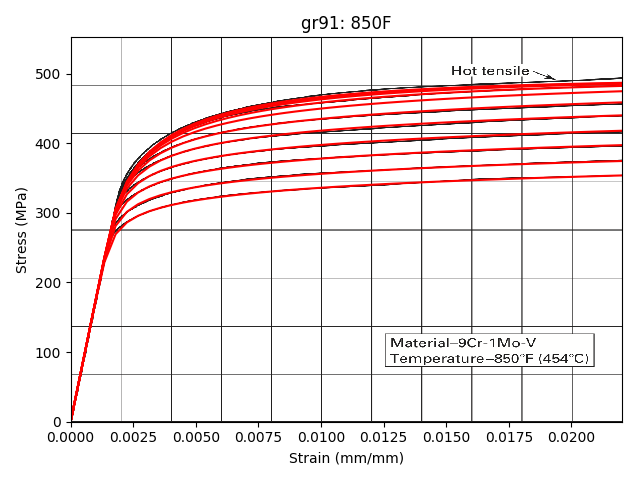 gr91: 850F
500
Hot tensile
400
Stress (MPa)
300
200
Material–9Cr-1Mo-V
Temperature–850°F (454°C)
100
0
0.0000 0.0025 0.0050 0.0075 0.0100 0.0125 0.0150 0.0175 0.0200
Strain (mm/mm)